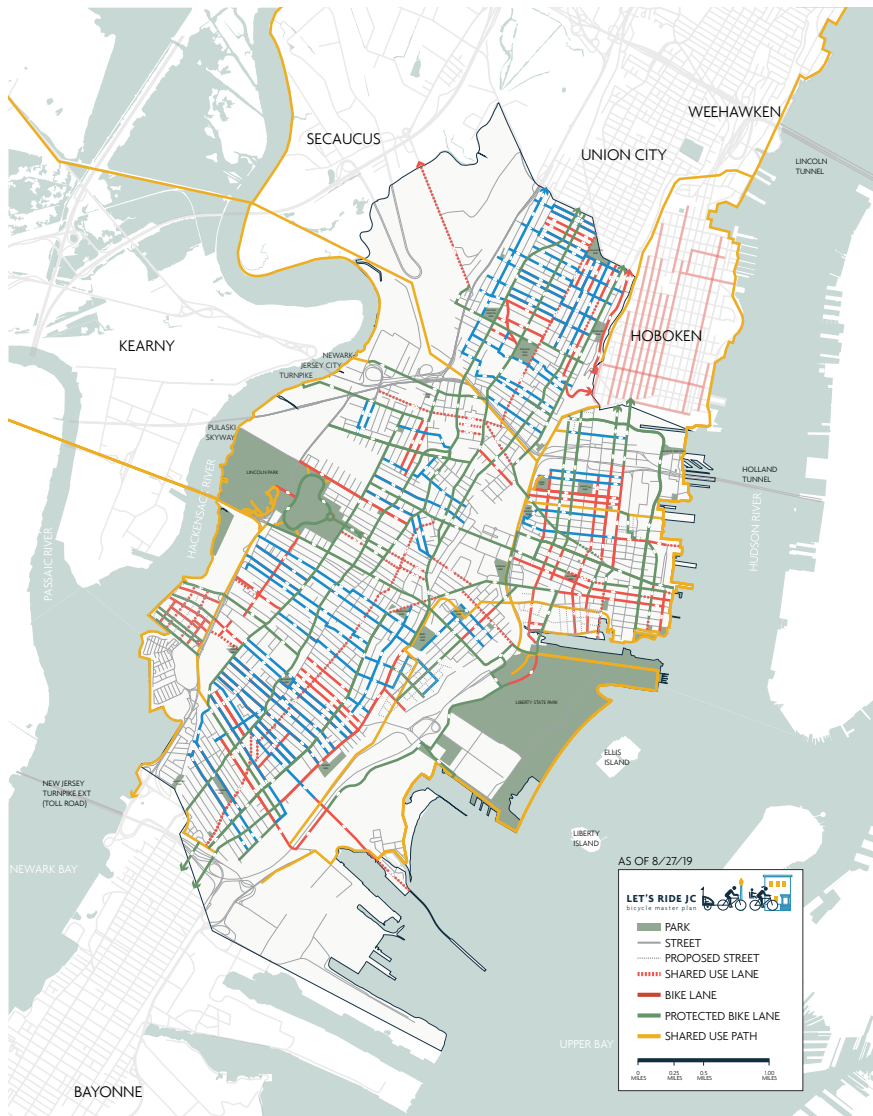 WEEHAWKEN
SECAUCUS
UNION CITY
LINCOLN
TUNNEL
HOBOKEN
KEARNY
NEWARK-
JERSEY CITY
TURNPIKE
PULASKI
SKYWAY
LINCOLN PARK
HOLLAND
TUNNEL
HACKENSACK RIVER
HUDSON RIVER
PASSAIC RIVER
LIBERTY STATE PARK
ELLIS
ISLAND
NEW JERSEY
TURNPIKE EXT
(TOLL ROAD)
LIBERTY
ISLAND
NEWARK BAY
AS OF 8/27/19
LET'S RIDE JC
bicycle master plan
PARK
STREET
PROPOSED STREET
SHARED USE LANE
BIKE LANE
PROTECTED BIKE LANE
SHARED USE PATH
0 0.25 0.5 1.00
MILES MILES MILES MILES
UPPER BAY
BAYONNE